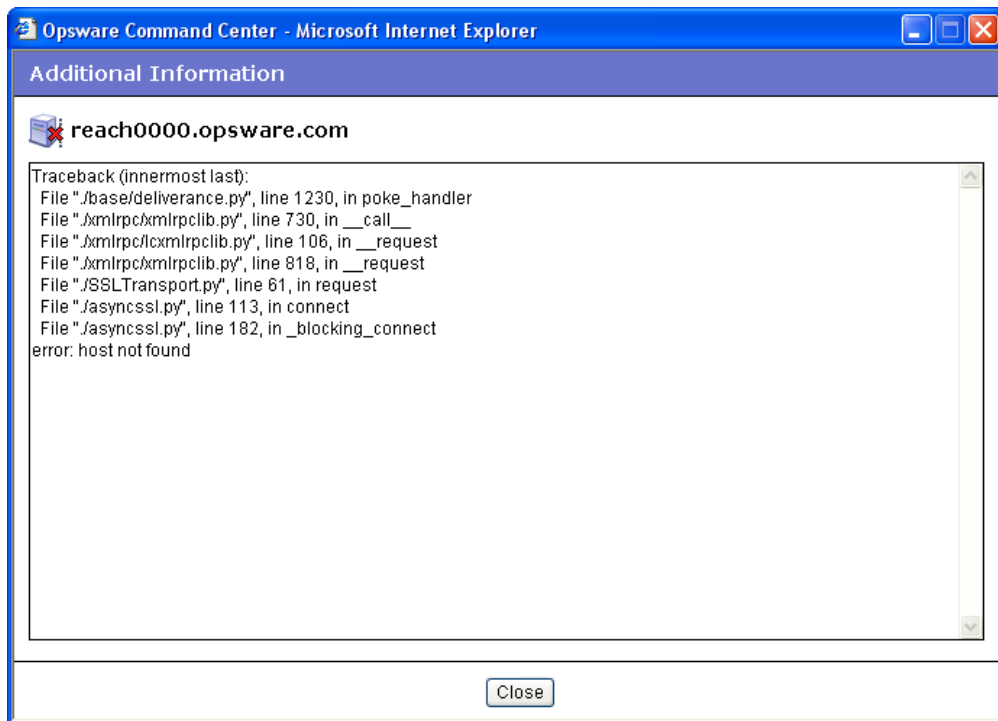 Opsware Command Center - Microsoft Internet Explorer
Additional Information
reach0000.opsware.com
Traceback (innermost last):
File "./base/deliverance.py", line 1230, in poke_handler
File "./xmlrpc/xmlrpclib.py", line 730, in __call__
File "./xmlrpc/lcxmlrpclib.py", line 106, in __request
File "./xmlrpc/xmlrpclib.py", line 818, in __request
File "./SSLTransport.py", line 61, in request
File "./asyncssl.py", line 113, in connect
File "./asyncssl.py", line 182, in _blocking_connect
error: host not found
Close